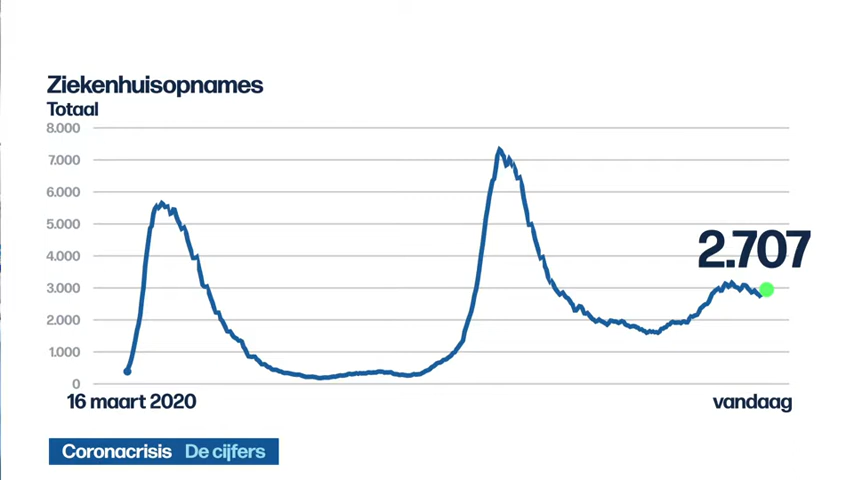 Ziekenhuisopnames
Totaal
8.000
7.000
6.000
5.000
4.000
3.000
2.000
1.000
0
2.707
16 maart 2020
vandaag
Coronacrisis De cijfers